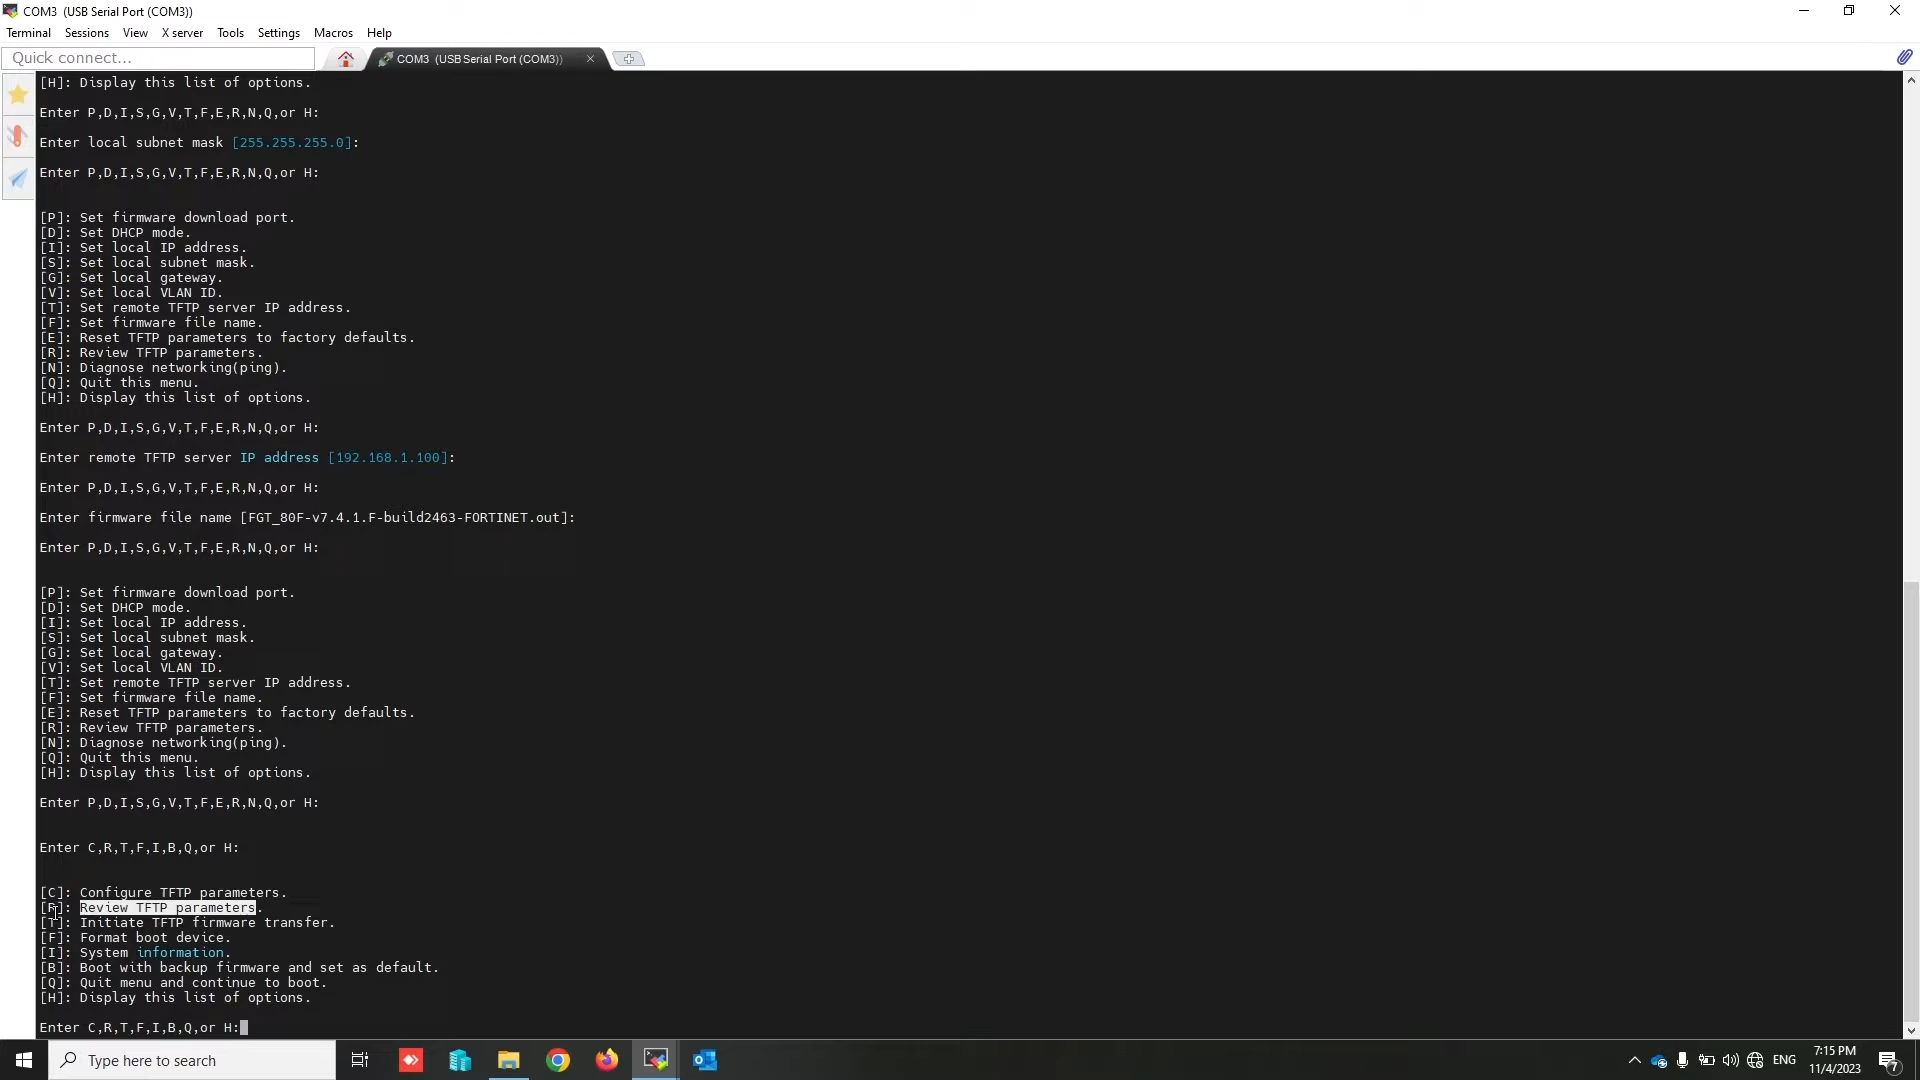 COM3 (USB Serial Port (COM3))
Terminal Sessions View X server Tools Settings Macros Help
Quick connect...
COM3 (USB Serial Port (COM3))
[H]: Display this list of options.
Enter P,D,I,S,G,V,T,F,E,R,N,Q,or H:
Enter local subnet mask [255.255.255.0]:
Enter P,D,I,S,G,V,T,F,E,R,N,Q,or H:
[P]: Set firmware download port.
[D]: Set DHCP mode.
[I]: Set local IP address.
[S]: Set local subnet mask.
[G]: Set local gateway.
[V]: Set local VLAN ID.
[T]: Set remote TFTP server IP address.
[F]: Set firmware file name.
[E]: Reset TFTP parameters to factory defaults.
[R]: Review TFTP parameters.
[N]: Diagnose networking(ping).
[Q]: Quit this menu.
[H]: Display this list of options.
Enter P,D,I,S,G,V,T,F,E,R,N,Q,or H:
Enter remote TFTP server IP address [192.168.1.100]:
Enter P,D,I,S,G,V,T,F,E,R,N,Q,or H:
Enter firmware file name [FGT_80F-v7.4.1.F-build2463-FORTINET.out]:
Enter P,D,I,S,G,V,T,F,E,R,N,Q,or H:
[P]: Set firmware download port.
[D]: Set DHCP mode.
[I]: Set local IP address.
[S]: Set local subnet mask.
[G]: Set local gateway.
[V]: Set local VLAN ID.
[T]: Set remote TFTP server IP address.
[F]: Set firmware file name.
[E]: Reset TFTP parameters to factory defaults.
[R]: Review TFTP parameters.
[N]: Diagnose networking(ping).
[Q]: Quit this menu.
[H]: Display this list of options.
Enter P,D,I,S,G,V,T,F,E,R,N,Q,or H:
Enter C,R,T,F,I,B,Q,or H:
[C]: Configure TFTP parameters.
[R]: Review TFTP parameters.
[T]: Initiate TFTP firmware transfer.
[F]: Format boot device.
[I]: System information.
[B]: Boot with backup firmware and set as default.
[Q]: Quit menu and continue to boot.
[H]: Display this list of options.
Enter C,R,T,F,I,B,Q,or H:
Type here to search
ENG
7:15 PM
11/4/2023
7